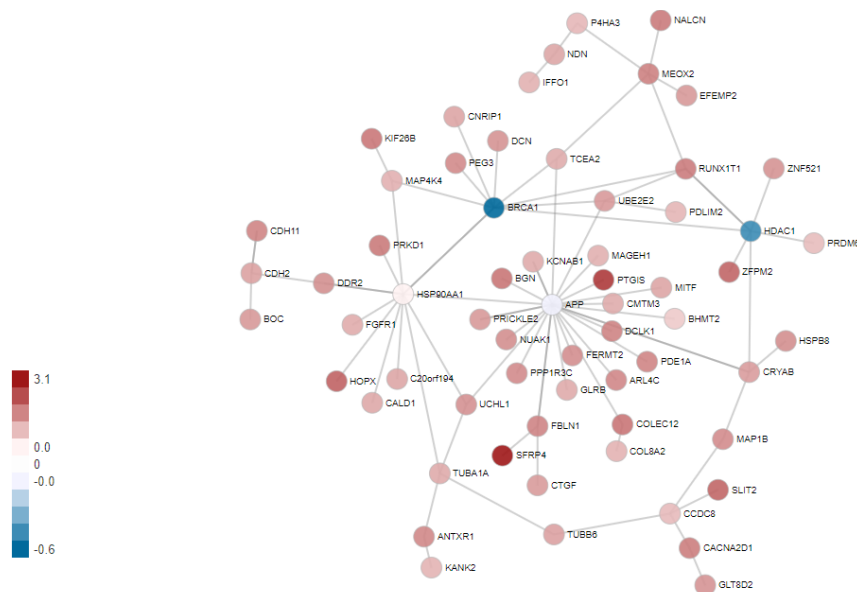 P4HA3
NALCN
NDN
MEOX2
IFFO1
EFEMP2
CNRIP1
KIF26B
DCN
PEG3
TCEA2
RUNX1T1
ZNF521
MAP4K4
BRCA1
UBE2E2
PDLIM2
CDH11
HDAC1
PRDM6
PRKD1
KCNAB1
MAGEH1
CDH2
DDR2
BGN
PTGIS
ZFPM2
HSP90AA1
APP
MITF
CMTM3
BOC
FGFR1
PRICKLE2
BHMT2
DCLK1
NUAK1
HSPB8
FERMT2
PDE1A
3.1
HOPX
C20orf194
PPP1R3C
ARL4C
CRYAB
GLRB
CALD1
UCHL1
FBLN1
COLEC12
MAP1B
0.0
COL8A2
SFRP4
0
TUBA1A
-0.0
CTGF
SLIT2
CCDC8
ANTXR1
TUBB6
CACNA2D1
-0.6
KANK2
GLT8D2